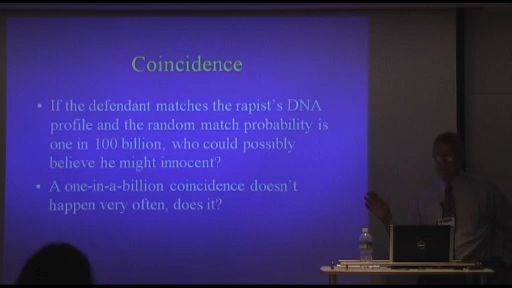 Coincidence
• If the defendant matches the rapist's DNA
profile and the random match probability is
one in 100 billion, who could possibly
believe he might innocent?
• A one-in-a-billion coincidence doesn't
happen very often, does it?
DELL